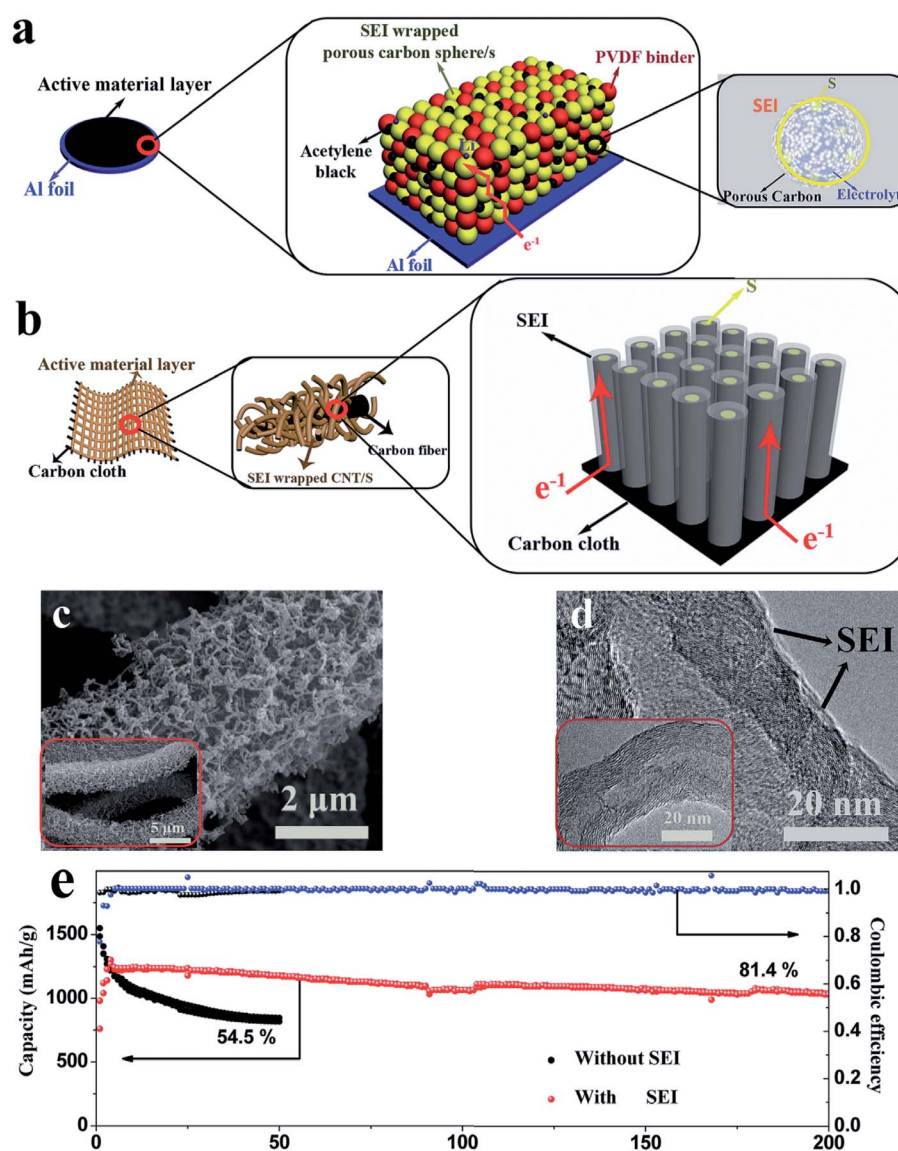 a
SEI wrapped
porous carbon sphere/s
PVDF binder
Active material layer
S
SEI
Acetylene
black
Li
Al foil
Porous Carbon
Electrolyt
e⁻¹
Al foil
b
S
SEI
Active material layer
Carbon fiber
Carbon cloth
SEI wrapped CNT/S
e⁻¹
Carbon cloth
e⁻¹
c
d
SEI
2 μm
5 μm
20 nm
20 nm
e
Capacity (mAh/g)
1500
1000
750
500
250
0
54.5 %
81.4 %
Without SEI
With SEI
0
50
100
150
200
1.0
0.8
0.6
0.4
0.2
0.0
Coulombic efficiency